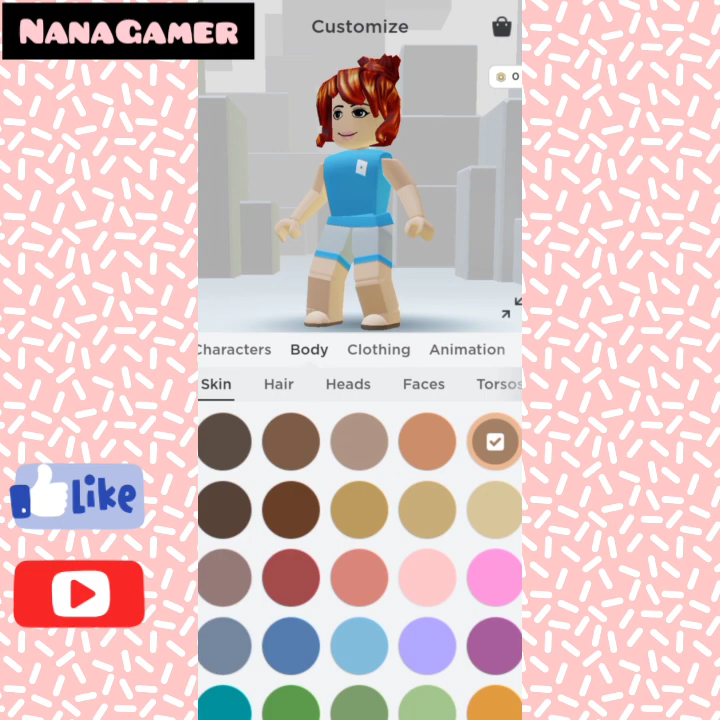 NANAGAMER
Customize
0
Characters Body Clothing Animation
Skin Hair Heads Faces Torsos
Like